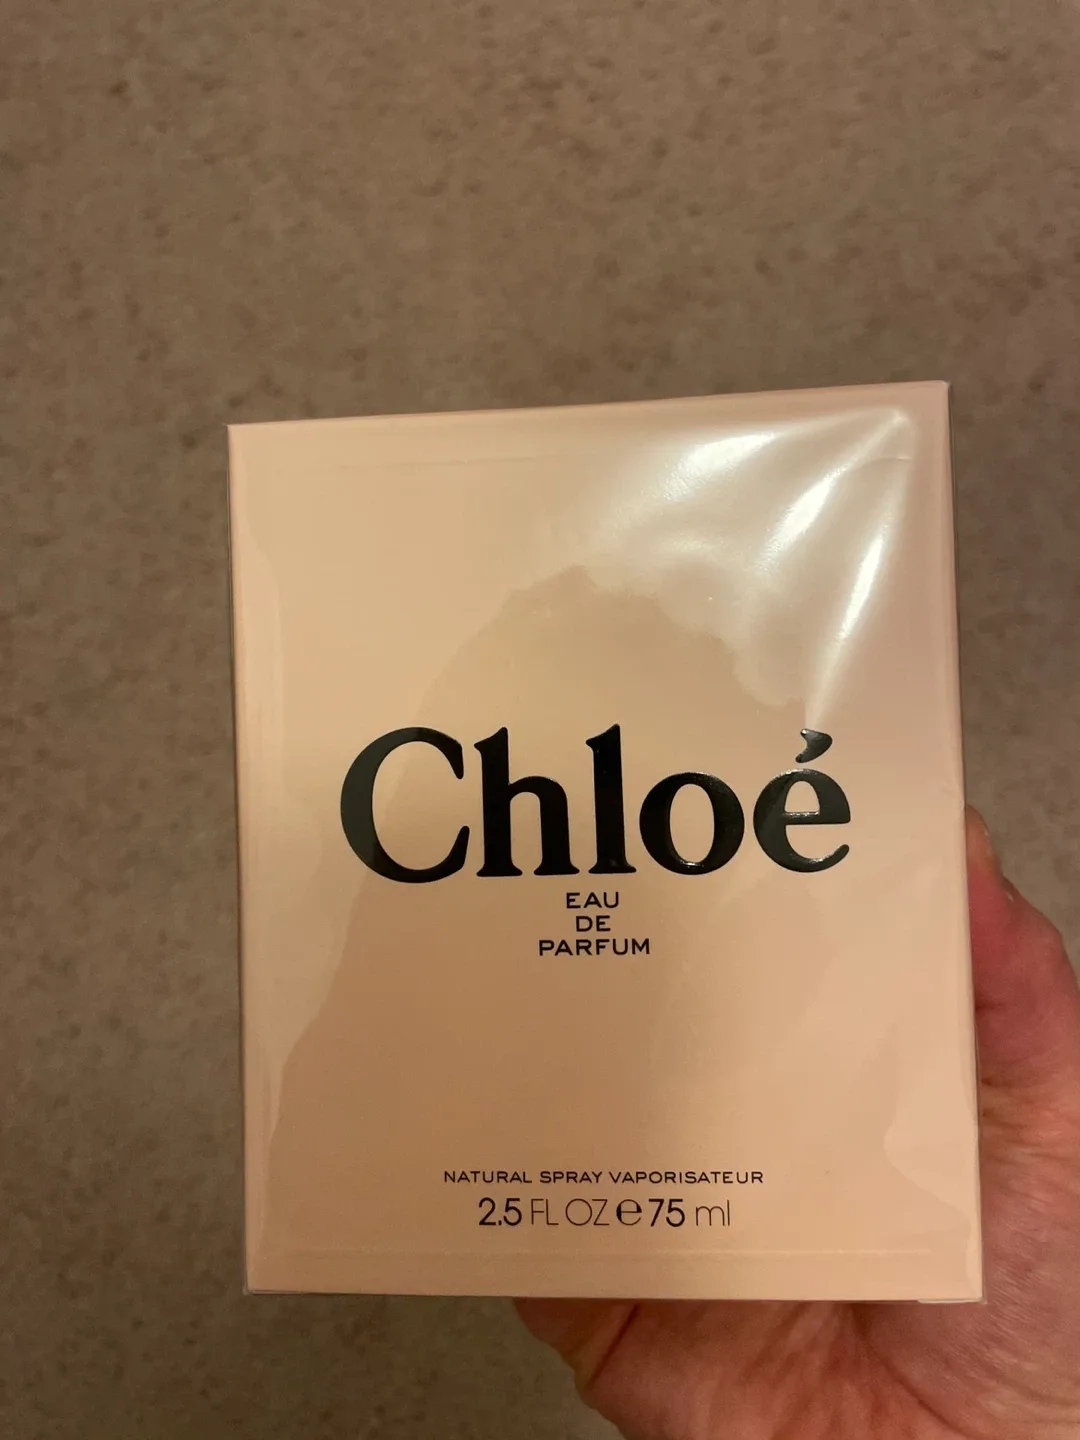 Chloé
EAU
DE
PARFUM
NATURAL SPRAY VAPORISATEUR
2.5 FL OZ ℮ 75 ml